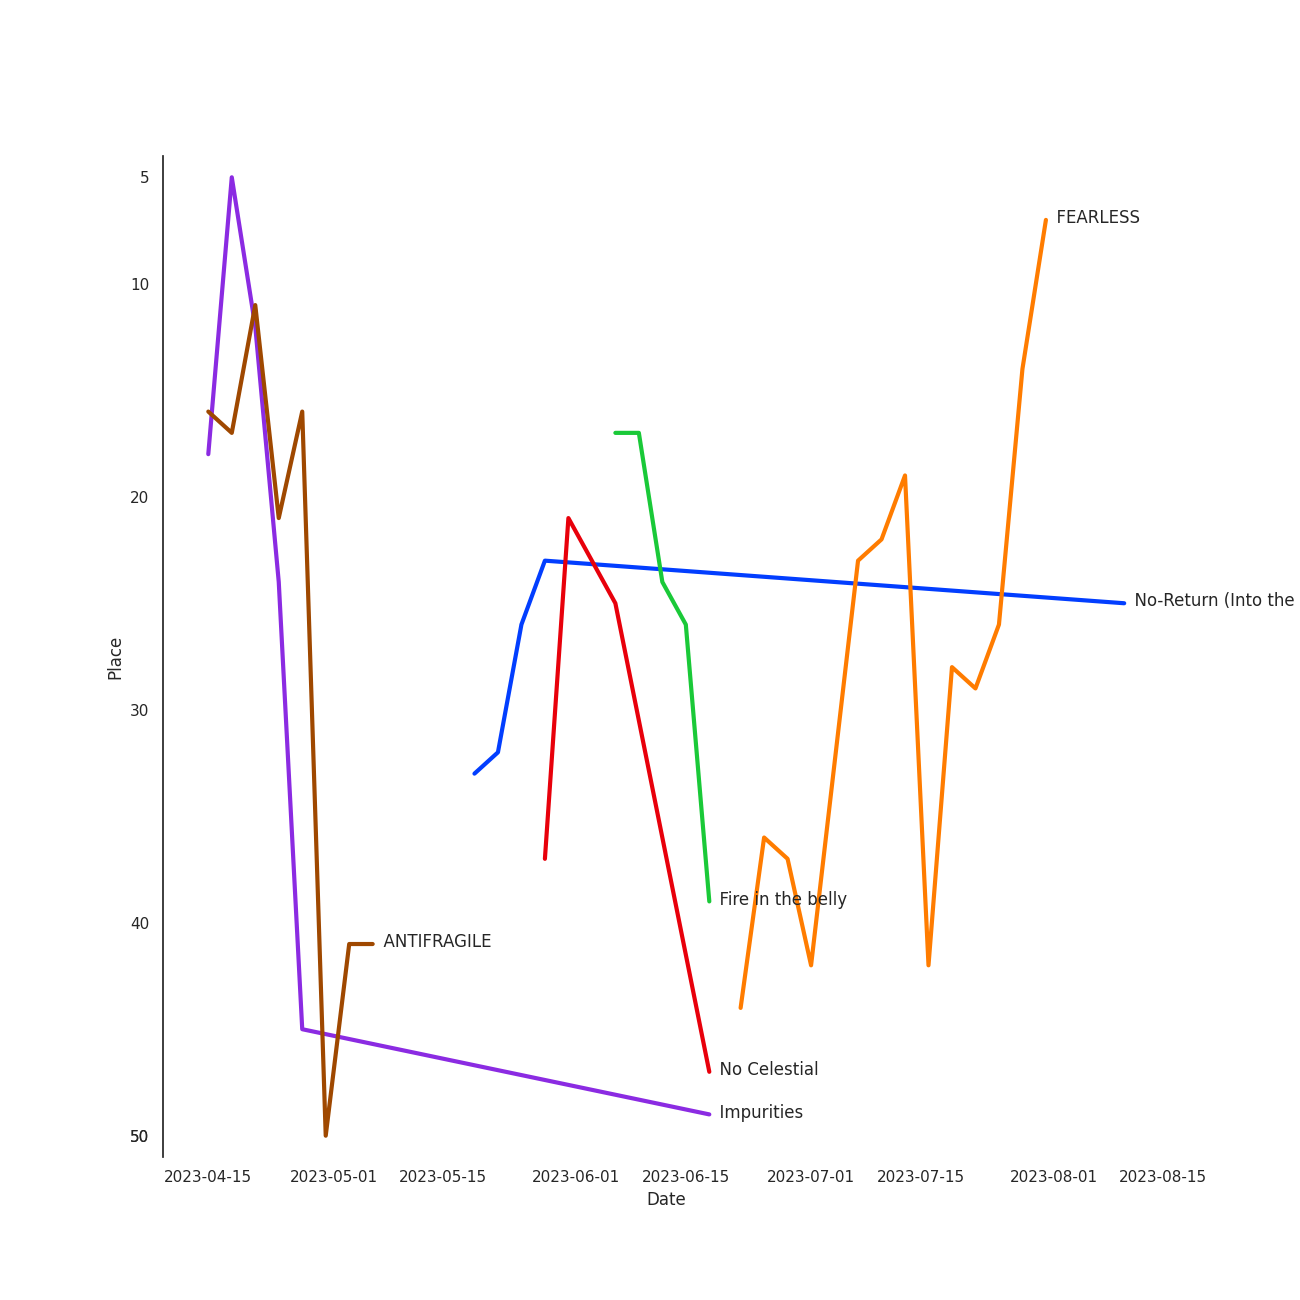 5
FEARLESS
10
20
No-Return (Into the
30
Place
Fire in the belly
40
ANTIFRAGILE
No Celestial
Impurities
50
2023-04-15 2023-05-01 2023-05-15 2023-06-01 2023-06-15 2023-07-01 2023-07-15 2023-08-01 2023-08-15
Date